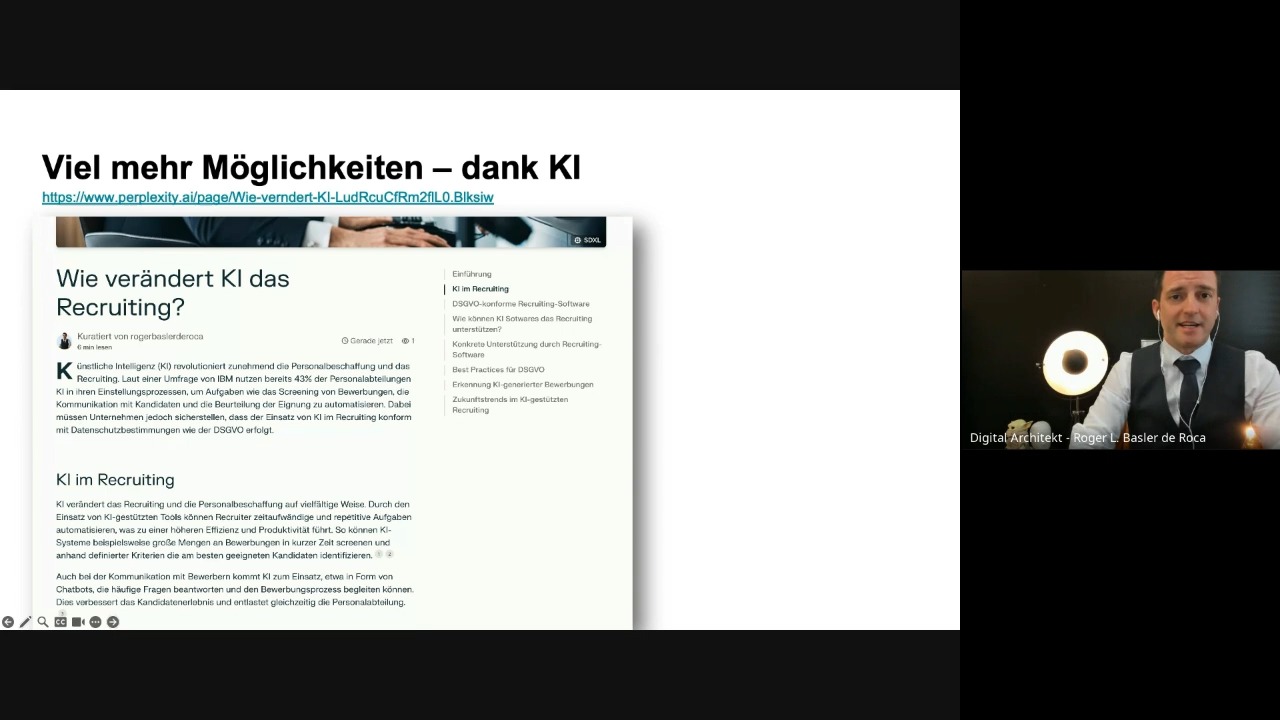 Viel mehr Möglichkeiten – dank KI
https://www.perplexity.ai/page/Wie-verndert-KI-LudRcuCfRm2flL0.BIksiw
SDXL
Wie verändert KI das
Recruiting?
Kuratiert von rogerbaslerderoca
6 min lesen
Gerade jetzt
1
Künstliche Intelligenz (KI) revolutioniert zunehmend die Personalbeschaffung und das
Recruiting. Laut einer Umfrage von IBM nutzen bereits 43% der Personalabteilungen
KI in ihren Einstellungsprozessen, um Aufgaben wie das Screening von Bewerbungen, die
Kommunikation mit Kandidaten und die Beurteilung der Eignung zu automatisieren. Dabei
müssen Unternehmen jedoch sicherstellen, dass der Einsatz von KI im Recruiting konform
mit Datenschutzbestimmungen wie der DSGVO erfolgt.
KI im Recruiting
KI verändert das Recruiting und die Personalbeschaffung auf vielfältige Weise. Durch den
Einsatz von KI-gestützten Tools können Recruiter zeitaufwändige und repetitive Aufgaben
automatisieren, was zu einer höheren Effizienz und Produktivität führt. So können KI-
Systeme beispielsweise große Mengen an Bewerbungen in kurzer Zeit screenen und
anhand definierter Kriterien die am besten geeigneten Kandidaten identifizieren. 1 2
Auch bei der Kommunikation mit Bewerbern kommt KI zum Einsatz, etwa in Form von
Chatbots, die häufige Fragen beantworten und den Bewerbungsprozess begleiten können.
Dies verbessert das Kandidatenerlebnis und entlastet gleichzeitig die Personalabteilung.
Einführung
KI im Recruiting
DSGVO-konforme Recruiting-Software
Wie können KI Sotwares das Recruiting
unterstützen?
Konkrete Unterstützung durch Recruiting-
Software
Best Practices für DSGVO
Erkennung KI-generierter Bewerbungen
Zukunftstrends im KI-gestützten
Recruiting
CC
Digital Architekt - Roger L. Basler de Roca